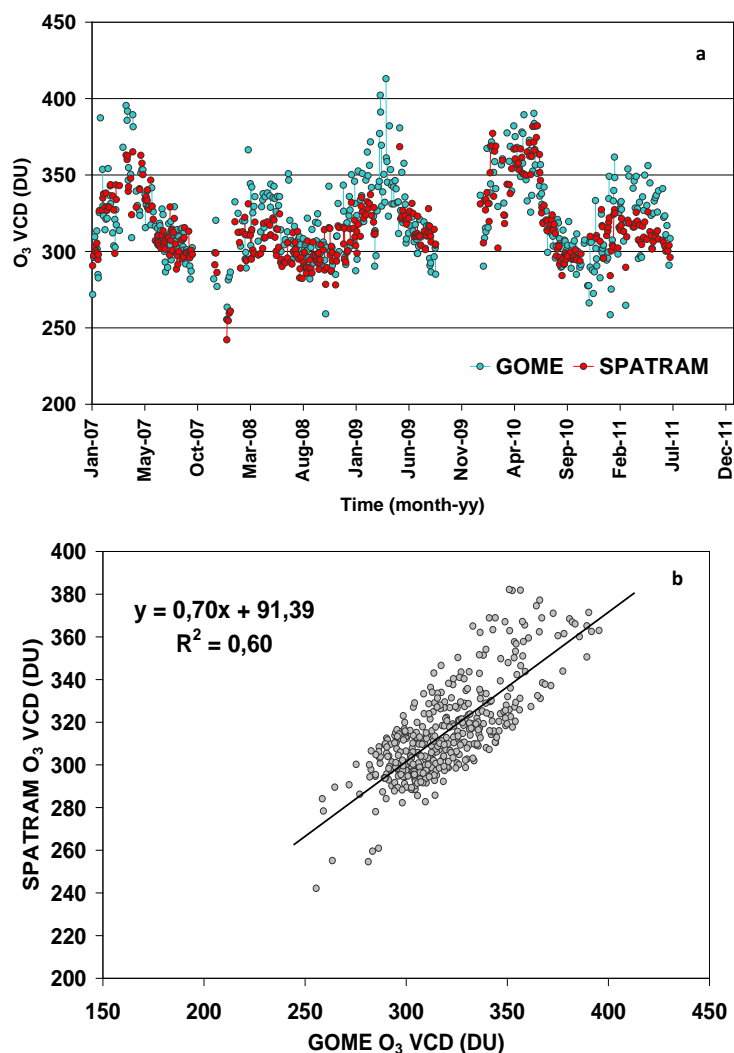 a
450
400
350
300
250
200
O3 VCD (DU)
GOME SPATRAM
Jan-07 May-07 Oct-07 Mar-08 Aug-08 Jan-09 Jun-09 Nov-09 Apr-10 Sep-10 Feb-11 Jul-11 Dec-11
Time (month-yy)
b
y = 0,70x + 91,39
R2 = 0,60
400
380
360
340
320
300
280
260
240
220
200
SPATRAM O3 VCD (DU)
150 200 250 300 350 400 450
GOME O3 VCD (DU)